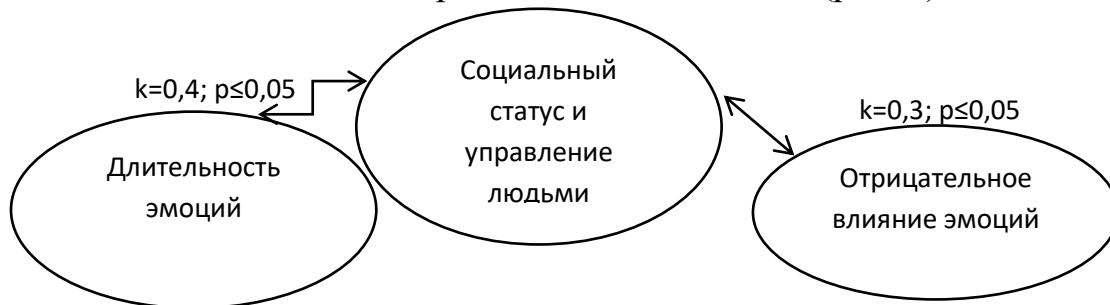 k=0,4; p≤0,05
Социальный
статус и
управление
людьми
k=0,3; p≤0,05
Длительность
эмоций
Отрицательное
влияние эмоций